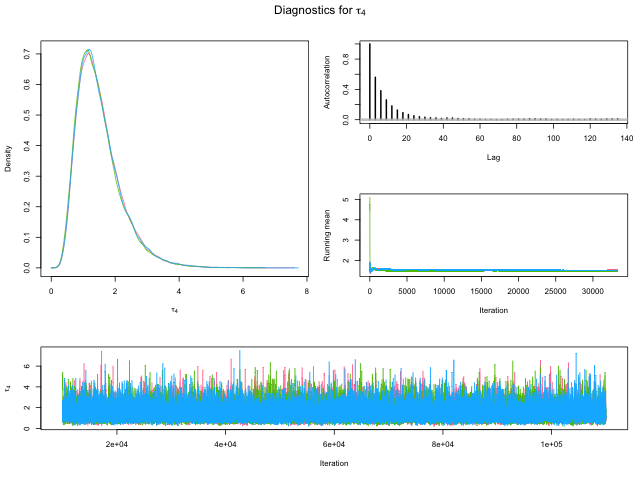 Diagnostics for τ4
Density
0.0 0.1 0.2 0.3 0.4 0.5 0.6 0.7
0 2 4 6 8
τ4
Autocorrelation
0.0 0.4 0.8
0 20 40 60 80 100 120 140
Lag
Running mean
2 3 4 5
0 5000 10000 15000 20000 25000 30000
Iteration
τ4
0 2 4 6
2e+04 4e+04 6e+04 8e+04 1e+05
Iteration